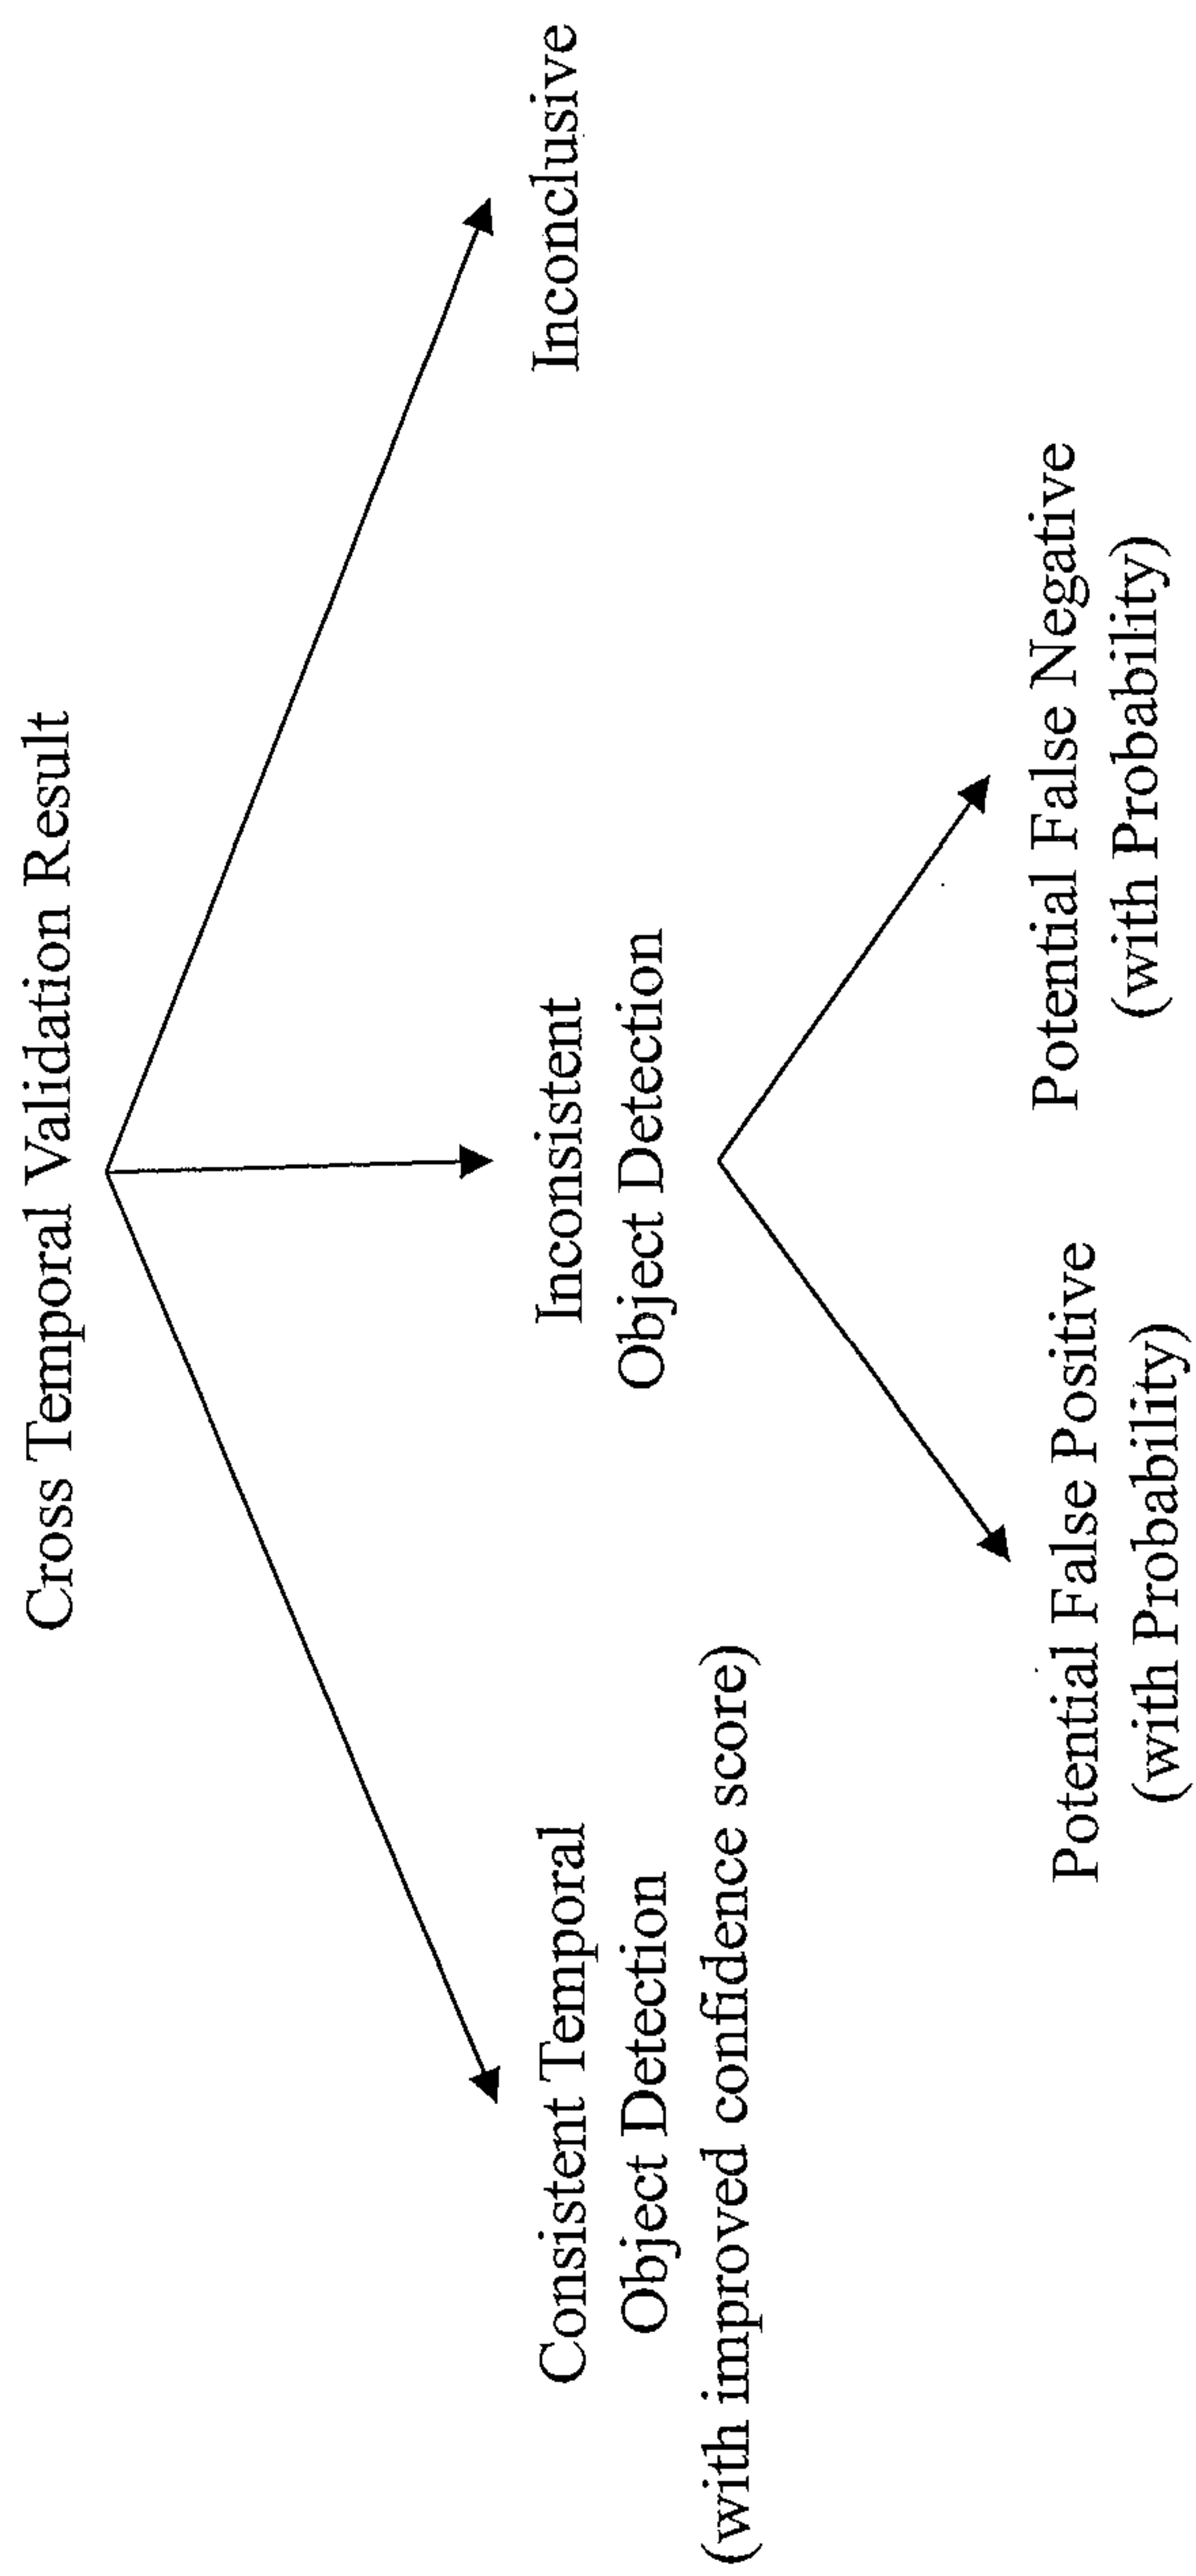 Cross Temporal Validation Result
Consistent Temporal
Object Detection
(with improved confidence score)
Inconsistent
Object Detection
Inconclusive
Potential False Positive
(with Probability)
Potential False Negative
(with Probability)